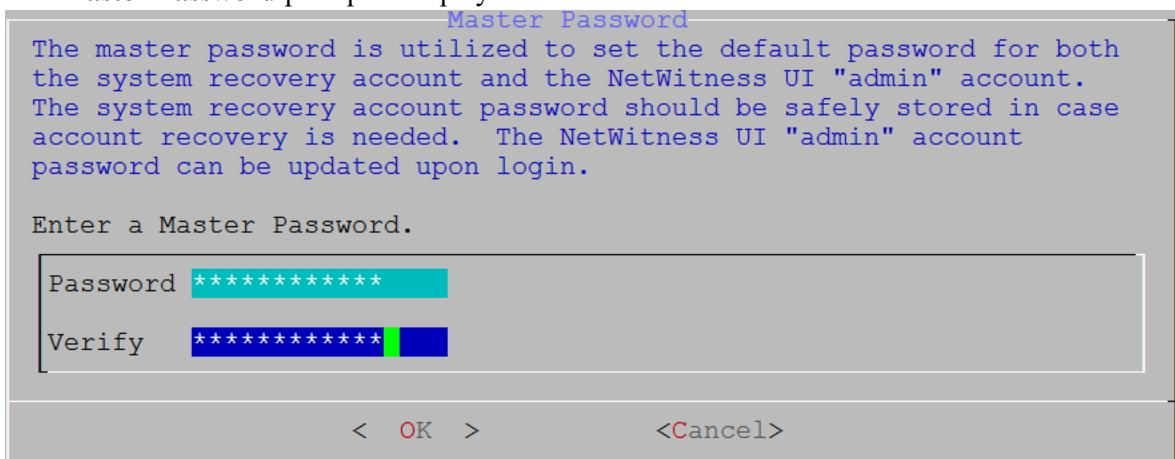 Master Password
The master password is utilized to set the default password for both
the system recovery account and the NetWitness UI "admin" account.
The system recovery account password should be safely stored in case
account recovery is needed.  The NetWitness UI "admin" account
password can be updated upon login.
Enter a Master Password.
Password ************
Verify ************
<  OK  > <Cancel>